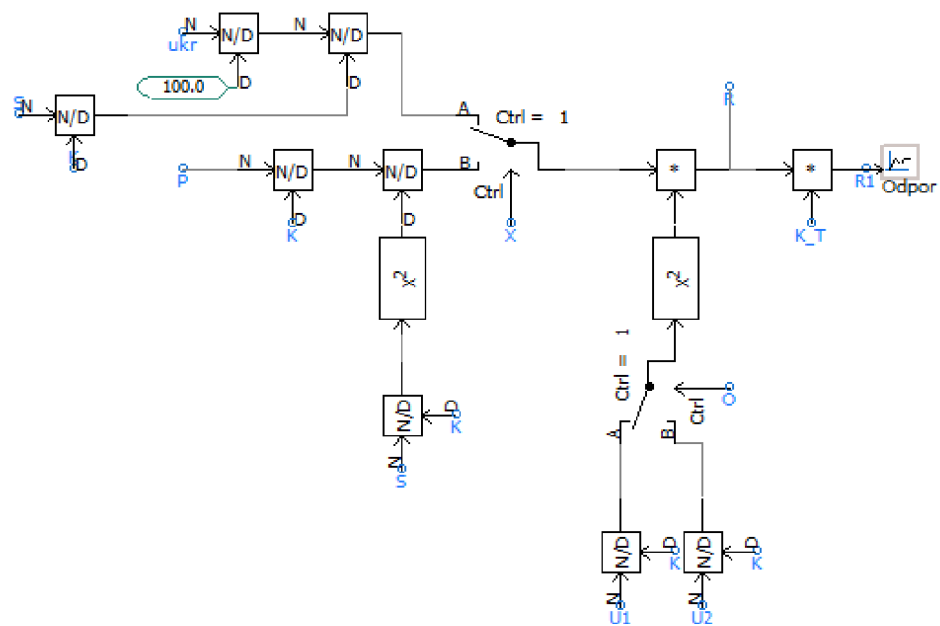 N
ukr
N/D
N
N/D
100.0
D
D
S
N
N/D
K
D
A
Ctrl = 1
R
P
N
N/D
N
N/D
B
Ctrl
*
*
R1
Odpor
D
K
D
X
K_T
x2
x2
Ctrl = 1
Ctrl
O
N/D
D
K
N
S
A
B
N/D
D
K
N/D
D
K
N
U1
N
U2